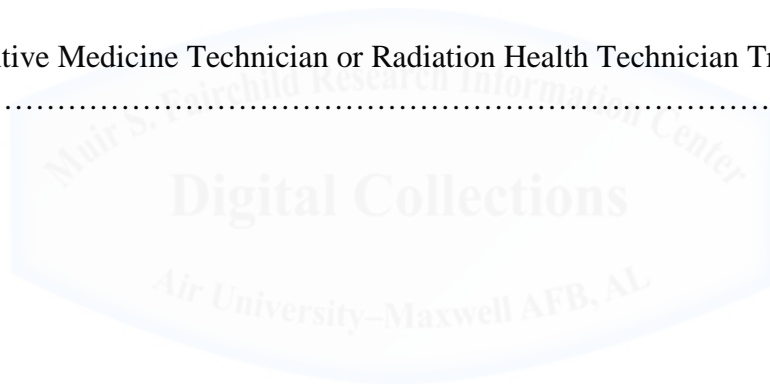 tive Medicine Technician or Radiation Health Technician Tr
................................................................................
Muir S. Fairchild Research Information Center
Digital Collections
Air University–Maxwell AFB, AL